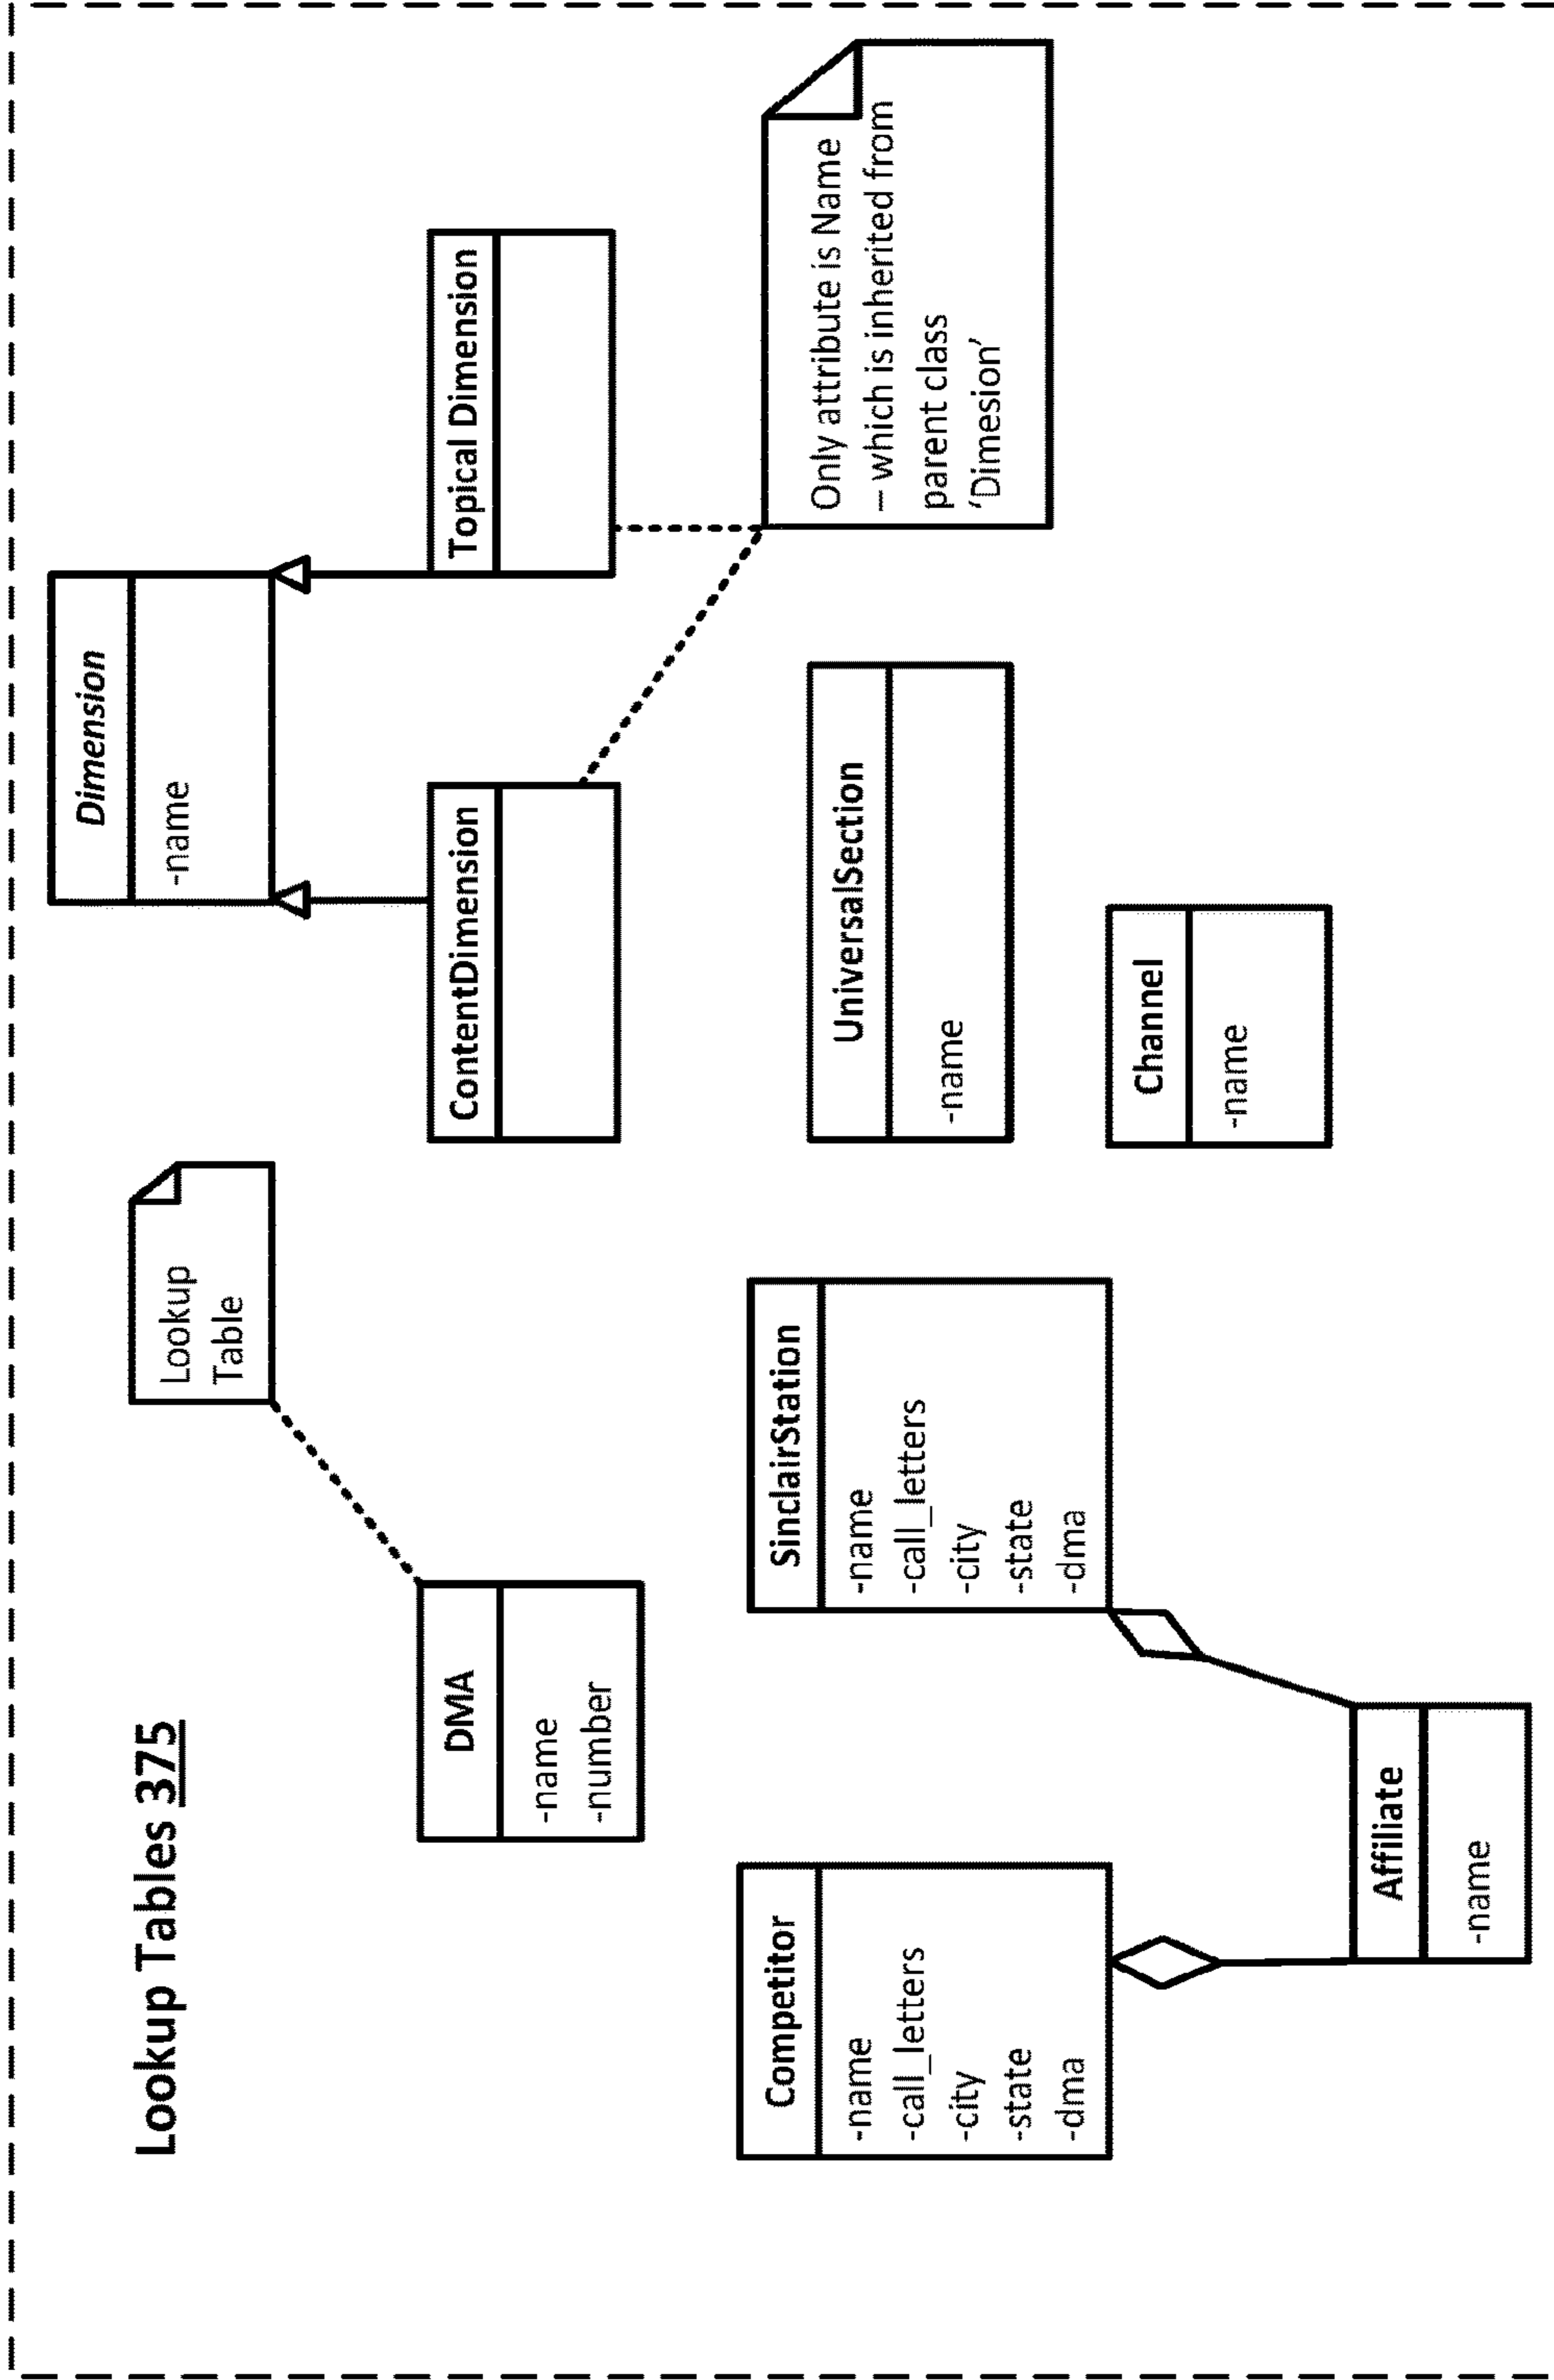 Lookup Tables 375
Lookup
Table
Dimension
-name
DMA
-name
-number
ContentDimension
Topical Dimension
Competitor
-name
-call_letters
-city
-state
-dma
SinclairStation
-name
-call_letters
-city
-state
-dma
UniversalSection
-name
Only attribute is Name
– which is inherited from
parent class
‘Dimesion’
Channel
-name
Affiliate
-name